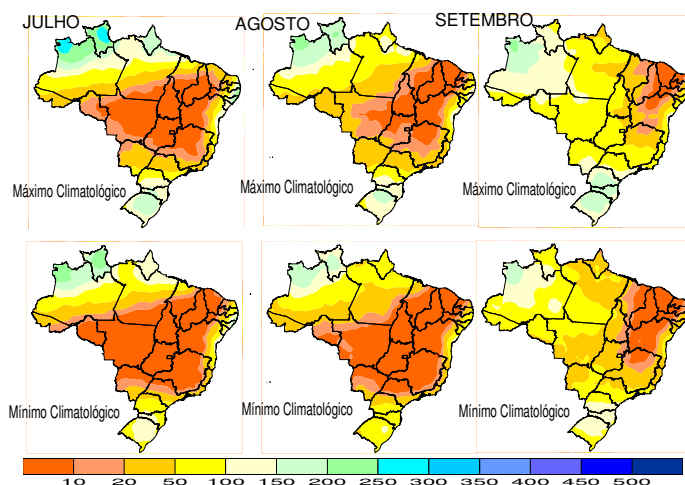 JULHO AGOSTO SETEMBRO
Máximo Climatológico Máximo Climatológico Máximo Climatológico
Mínimo Climatológico Mínimo Climatológico Mínimo Climatológico
10 20 50 100 150 200 250 300 350 400 450 500